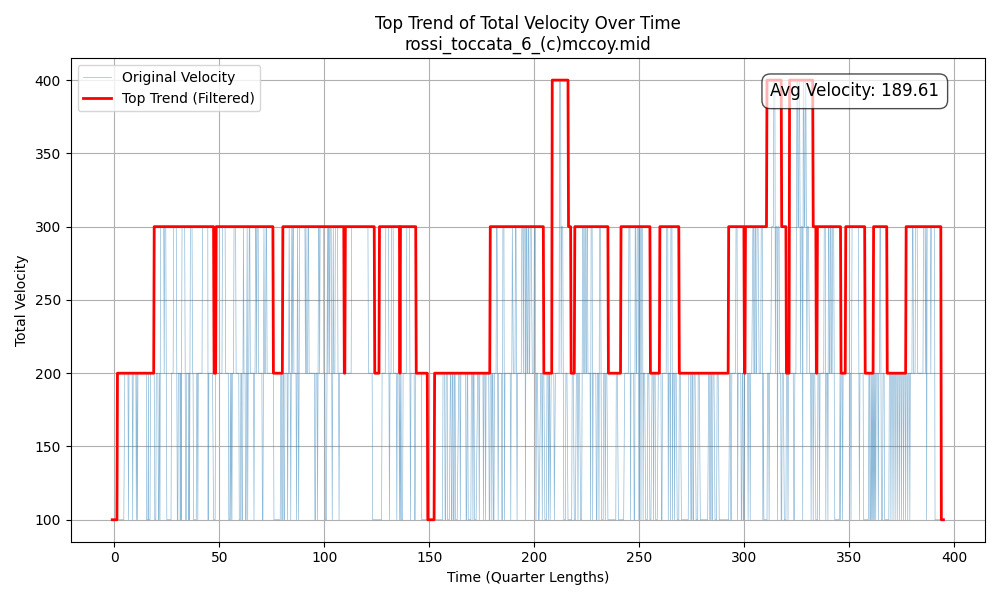 Top Trend of Total Velocity Over Time
rossi_toccata_6_(c)mccoy.mid
Original Velocity
Top Trend (Filtered)
Avg Velocity: 189.61
Total Velocity
400
350
300
250
200
150
100
0 50 100 150 200 250 300 350 400
Time (Quarter Lengths)